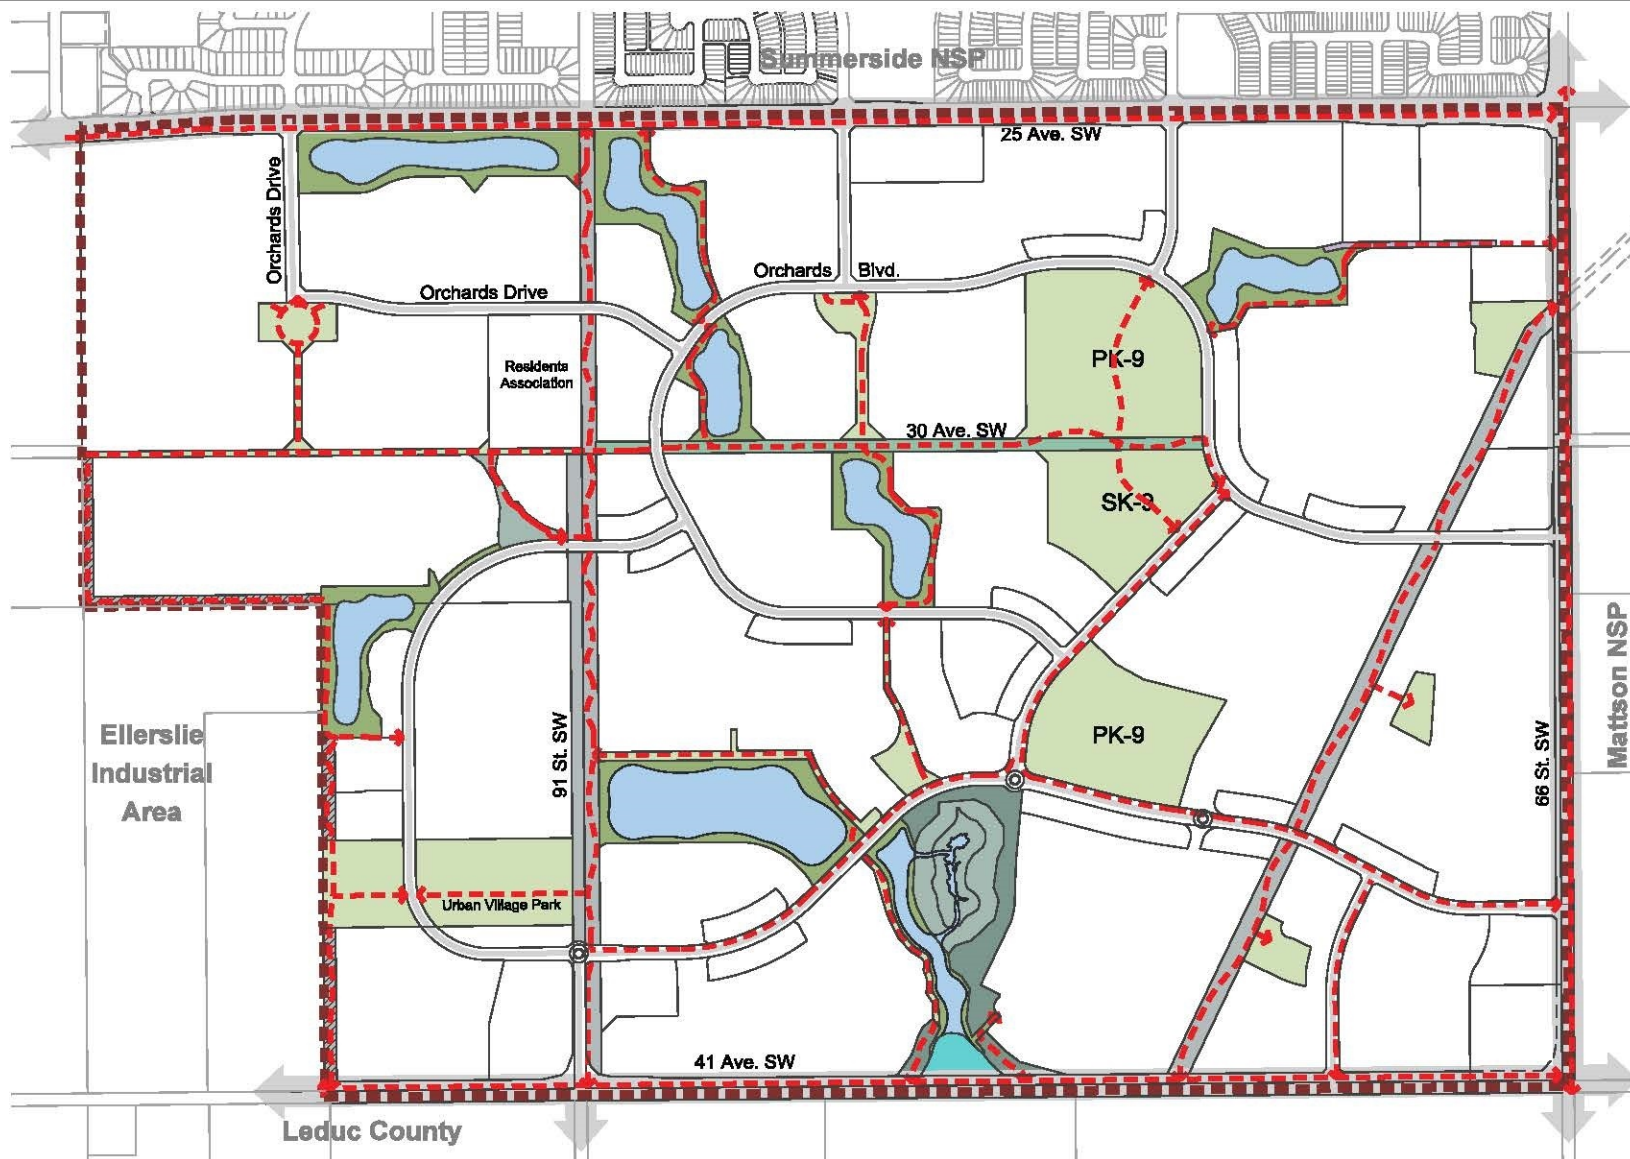 Summerside NSP
25 Ave. SW
Orchards Drive
Orchards Blvd.
Orchards Drive
PK-9
Residents
Association
30 Ave. SW
SK-9
Mattson NSP
Ellerslie
Industrial
Area
91 St. SW
PK-9
66 St. SW
Urban Village Park
41 Ave. SW
Leduc County